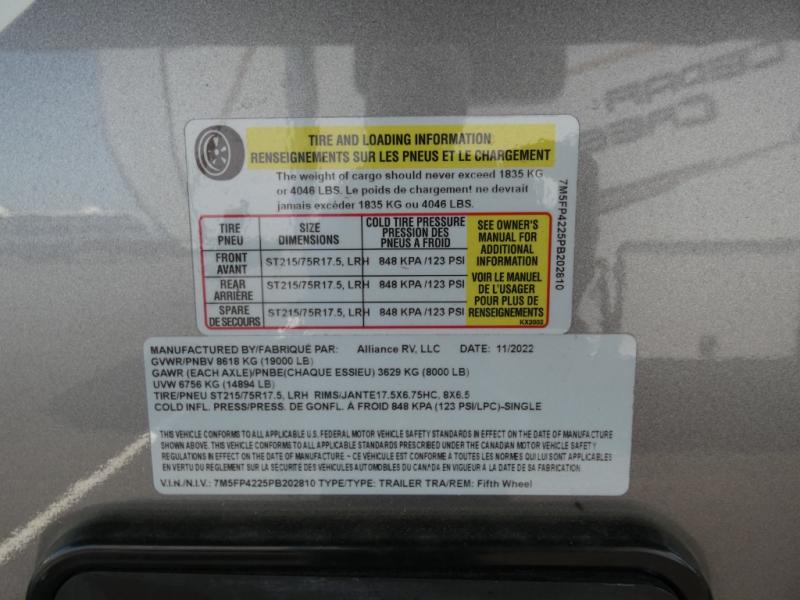 CEDAR
TIRE AND LOADING INFORMATION
RENSEIGNEMENTS SUR LES PNEUS ET LE CHARGEMENT
The weight of cargo should never exceed 1835 KG
or 4046 LBS. Le poids de chargement ne devrait
jamais excéder 1835 KG ou 4046 LBS.
TIRE PNEU SIZE DIMENSIONS COLD TIRE PRESSURE PRESSION DES PNEUS A FROID
FRONT AVANT ST215/75R17.5, LRH 848 KPA /123 PSI
REAR ARRIÈRE ST215/75R17.5, LRH 848 KPA /123 PSI
SPARE DE SECOURS ST215/75R17.5, LRH 848 KPA /123 PSI
SEE OWNER'S
MANUAL FOR
ADDITIONAL
INFORMATION
VOIR LE MANUEL
DE L'USAGER
POUR PLUS DE
RENSEIGNEMENTS
KX2002
7M5FP4225PB202810
MANUFACTURED BY/FABRIQUÉ PAR: Alliance RV, LLC DATE: 11/2022
GVWR/PNBV 8618 KG (19000 LB)
GAWR (EACH AXLE)/PNBE(CHAQUE ESSIEU) 3629 KG (8000 LB)
UVW 6756 KG (14894 LB)
TIRE/PNEU ST215/75R17.5, LRH RIMS/JANTE17.5X6.75HC, 8X6.5
COLD INFL. PRESS/PRESS. DE GONFL. À FROID 848 KPA (123 PSI/LPC)-SINGLE
THIS VEHICLE CONFORMS TO ALL APPLICABLE U.S. FEDERAL MOTOR VEHICLE SAFETY STANDARDS IN EFFECT ON THE DATE OF MANUFACTURE
SHOWN ABOVE. THIS VEHICLE CONFORMS TO ALL APPLICABLE STANDARDS PRESCRIBED UNDER THE CANADIAN MOTOR VEHICLE SAFETY
REGULATIONS IN EFFECT ON THE DATE OF MANUFACTURE ~ CE VEHICULE EST CONFORME A TOUTES LES NORMES QUI LUI SONT APPLICABLES
EN VERTU DU REGLEMENT SUR LA SECURITE DES VEHICULES AUTOMOBILES DU CANADA EN VIGUEUR A LA DATE DE SA FABRICATION
V.I.N./N.I.V.: 7M5FP4225PB202810 TYPE/TYPE: TRAILER TRA/REM: Fifth Wheel